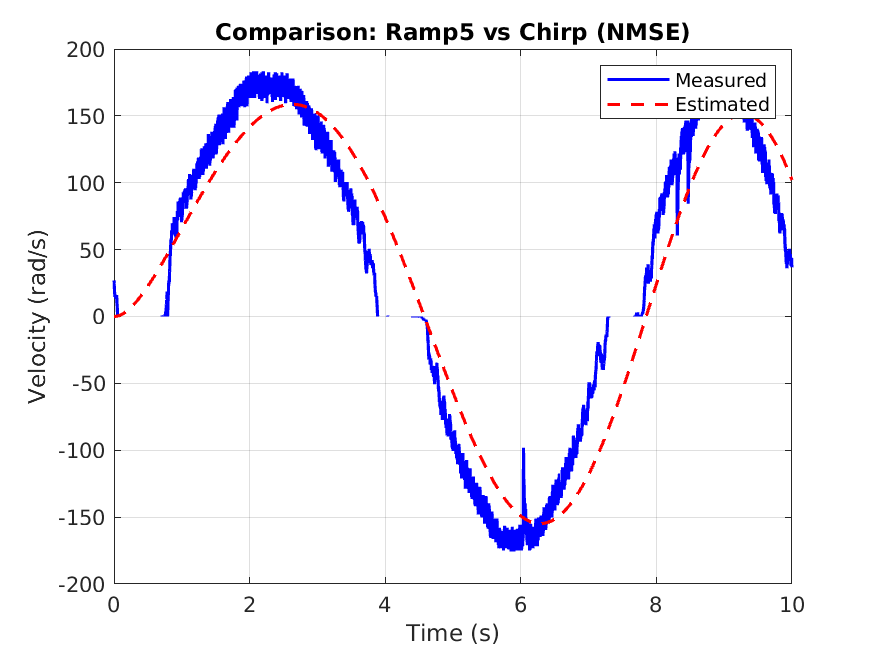 Comparison: Ramp5 vs Chirp (NMSE)
Measured
Estimated
200
150
100
50
0
-50
-100
-150
-200
Velocity (rad/s)
0 2 4 6 8 10
Time (s)